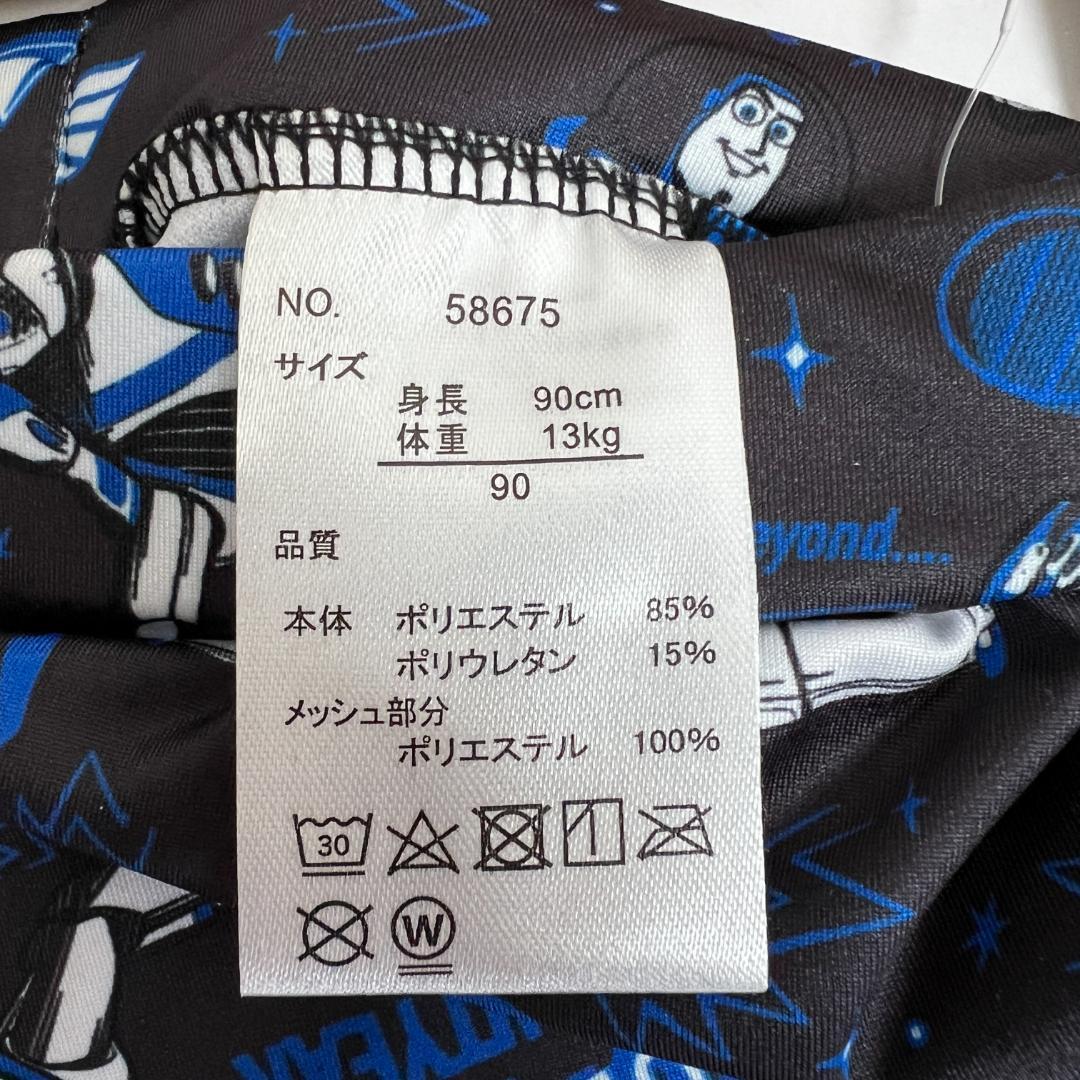 NO. 58675
サイズ
身長 90cm
体重 13kg
90
品質
本体 ポリエステル 85%
ポリウレタン 15%
メッシュ部分
ポリエステル 100%
30
W
eyond....